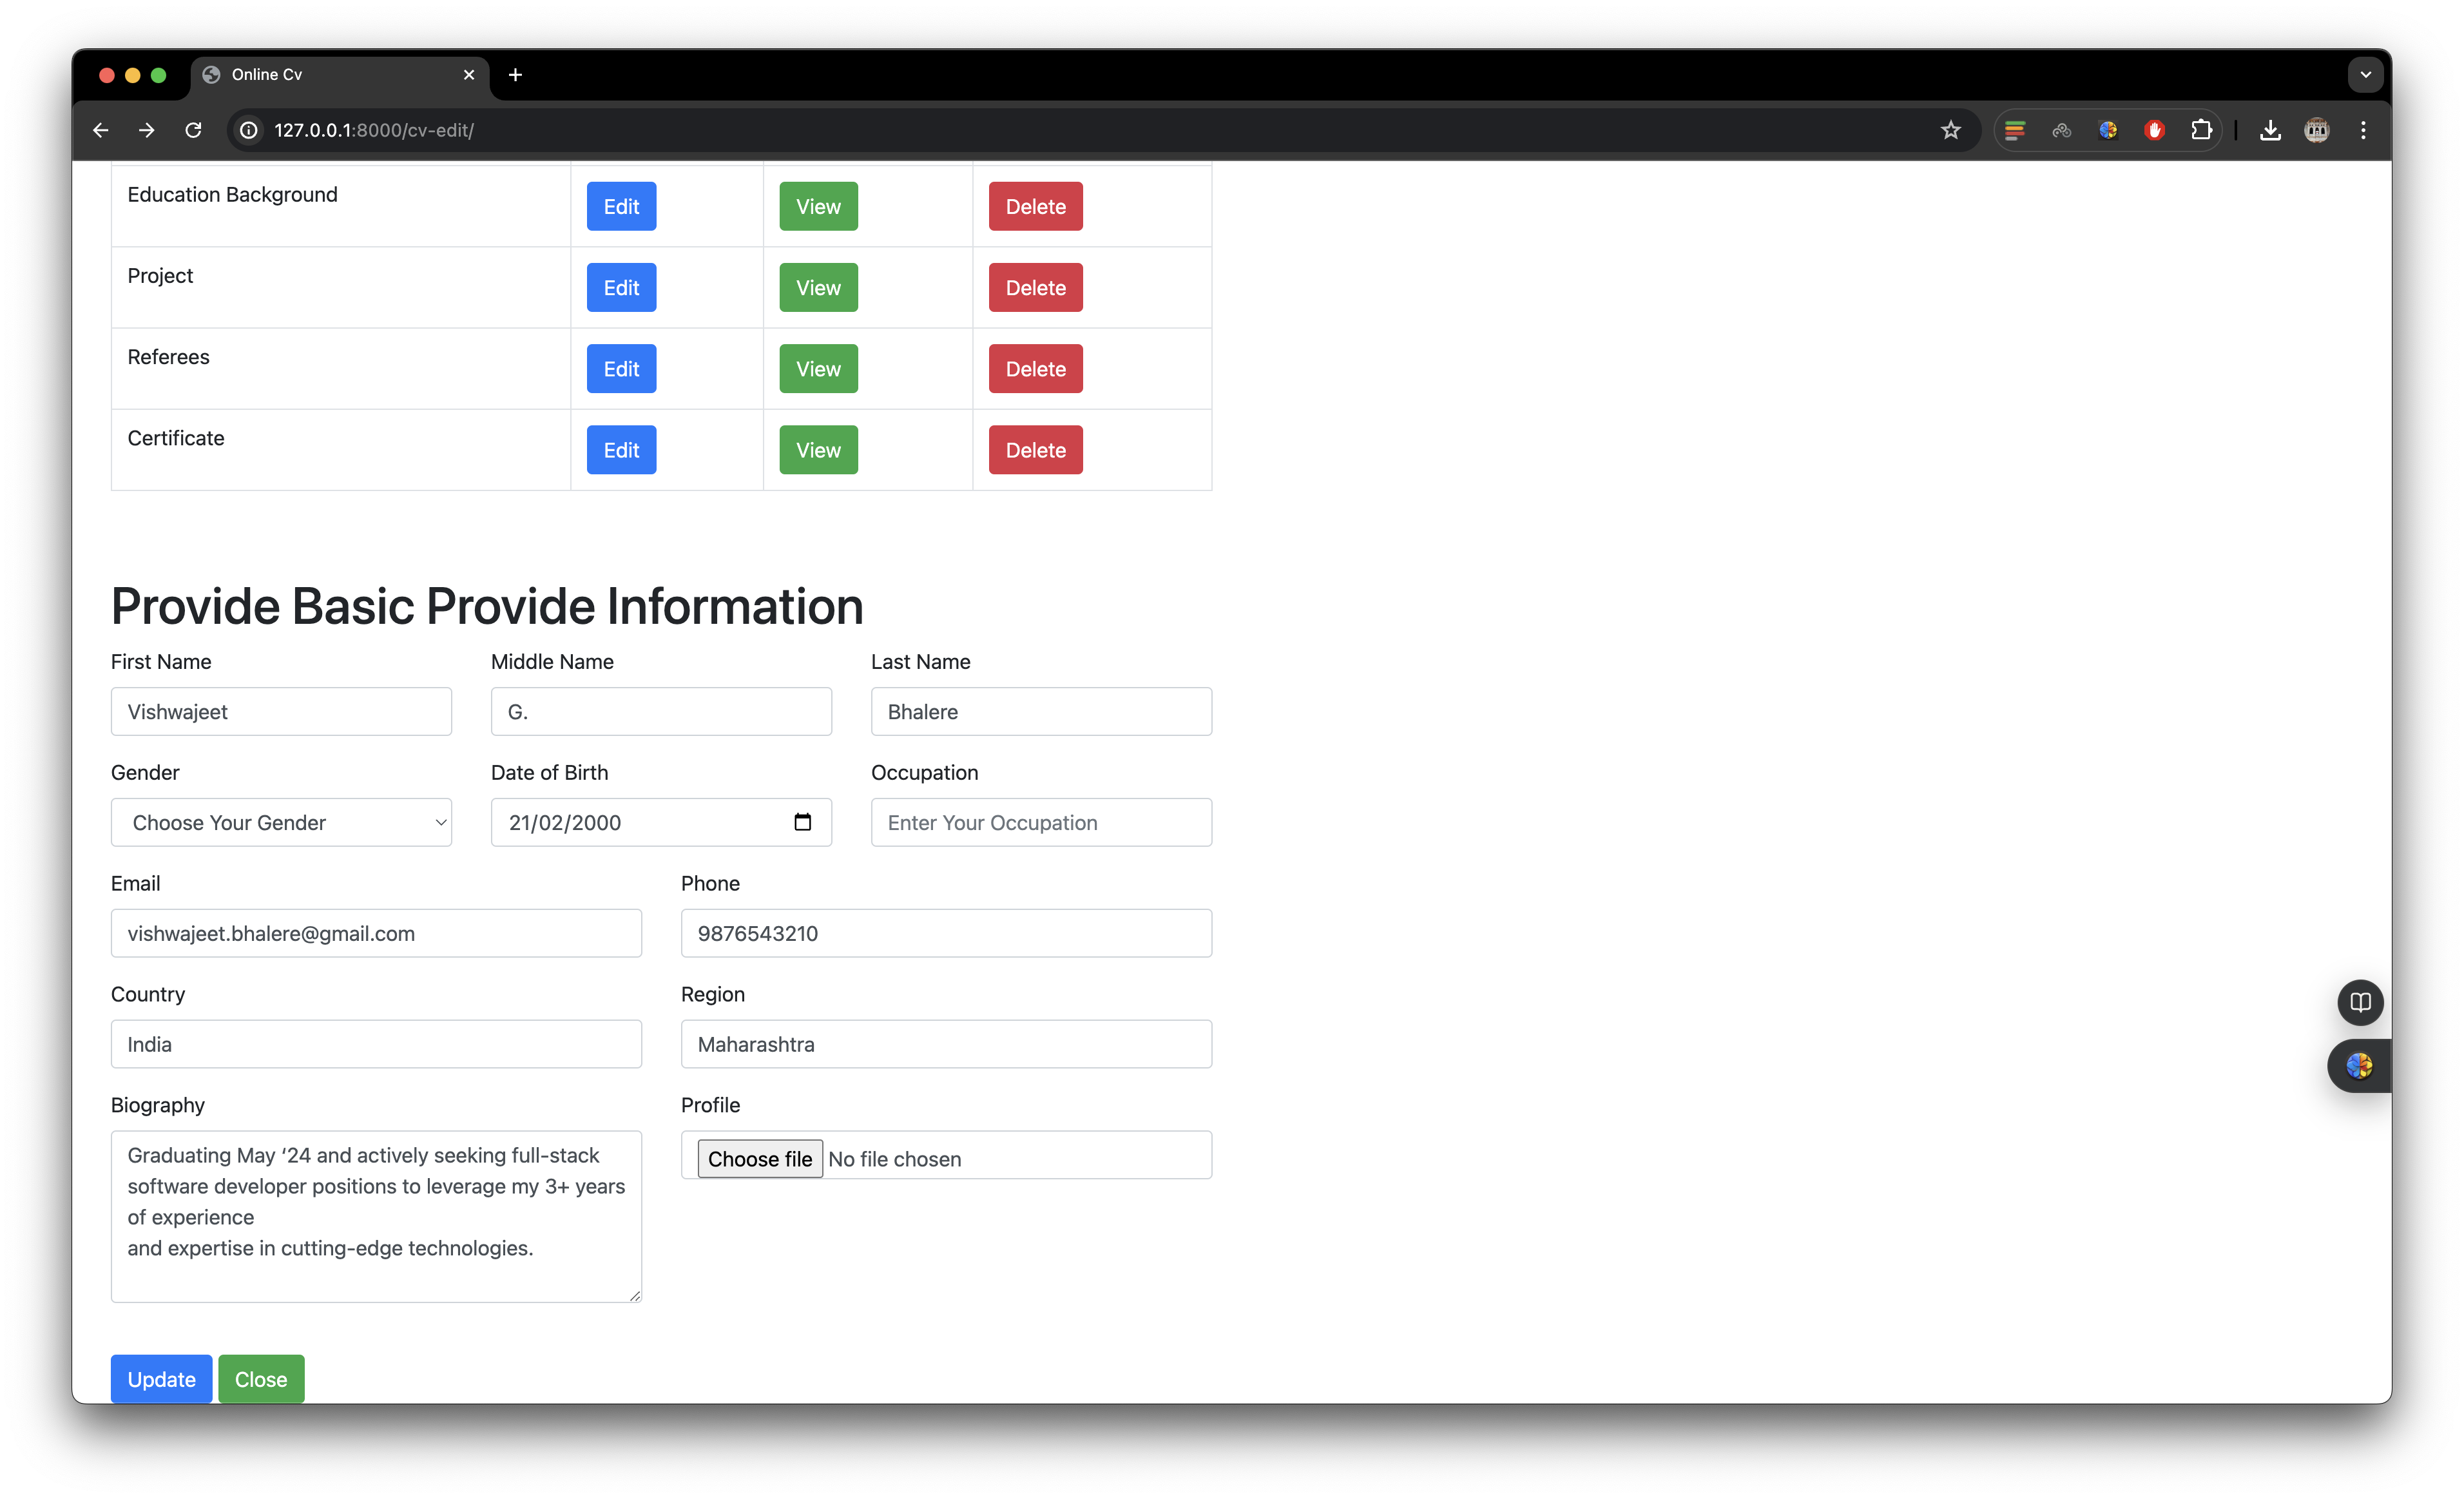 Online Cv
127.0.0.1:8000/cv-edit/
Education Background Edit View Delete
Project Edit View Delete
Referees Edit View Delete
Certificate Edit View Delete
Provide Basic Provide Information
First Name Middle Name Last Name
Vishwajeet G. Bhalere
Gender Date of Birth Occupation
Choose Your Gender 21/02/2000 Enter Your Occupation
Email Phone
vishwajeet.bhalere@gmail.com 9876543210
Country Region
India Maharashtra
Biography Profile
Graduating May ‘24 and actively seeking full-stack Choose file No file chosen
software developer positions to leverage my 3+ years
of experience
and expertise in cutting-edge technologies.
Update Close